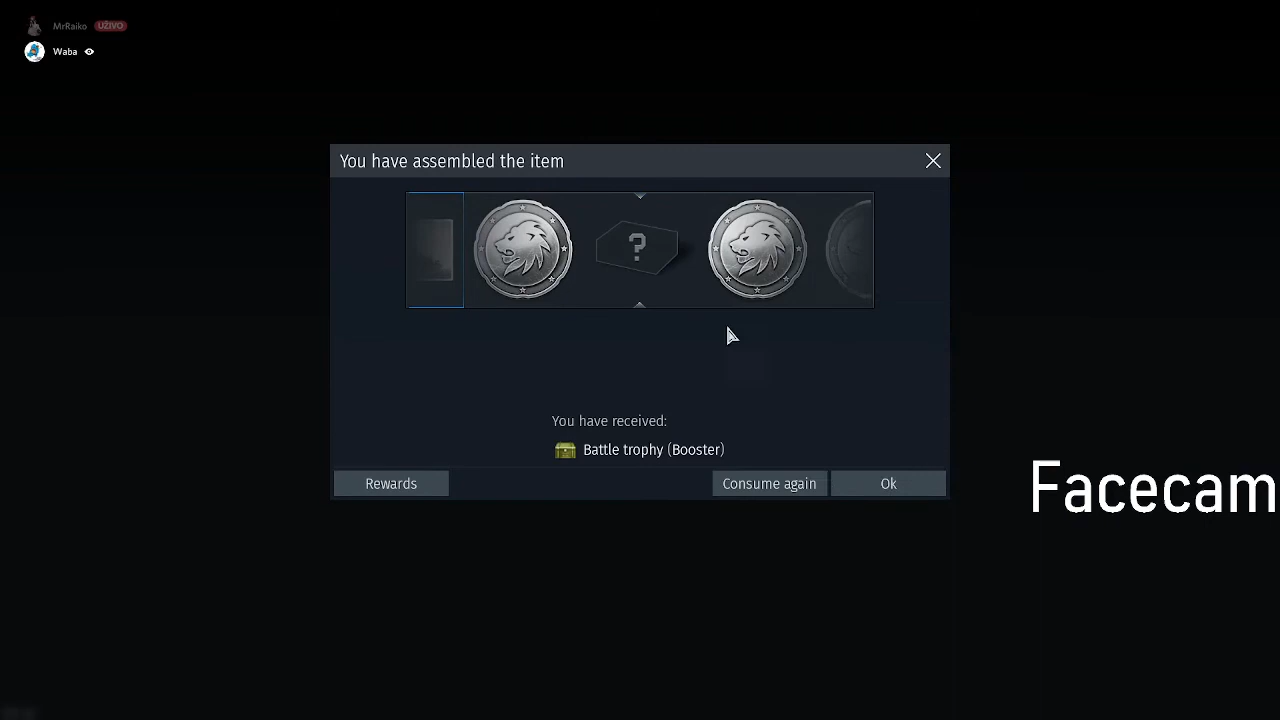 MrRaiko UŽIVO
Waba
You have assembled the item
?
You have received:
Battle trophy (Booster)
Rewards
Consume again
Ok
Facecam